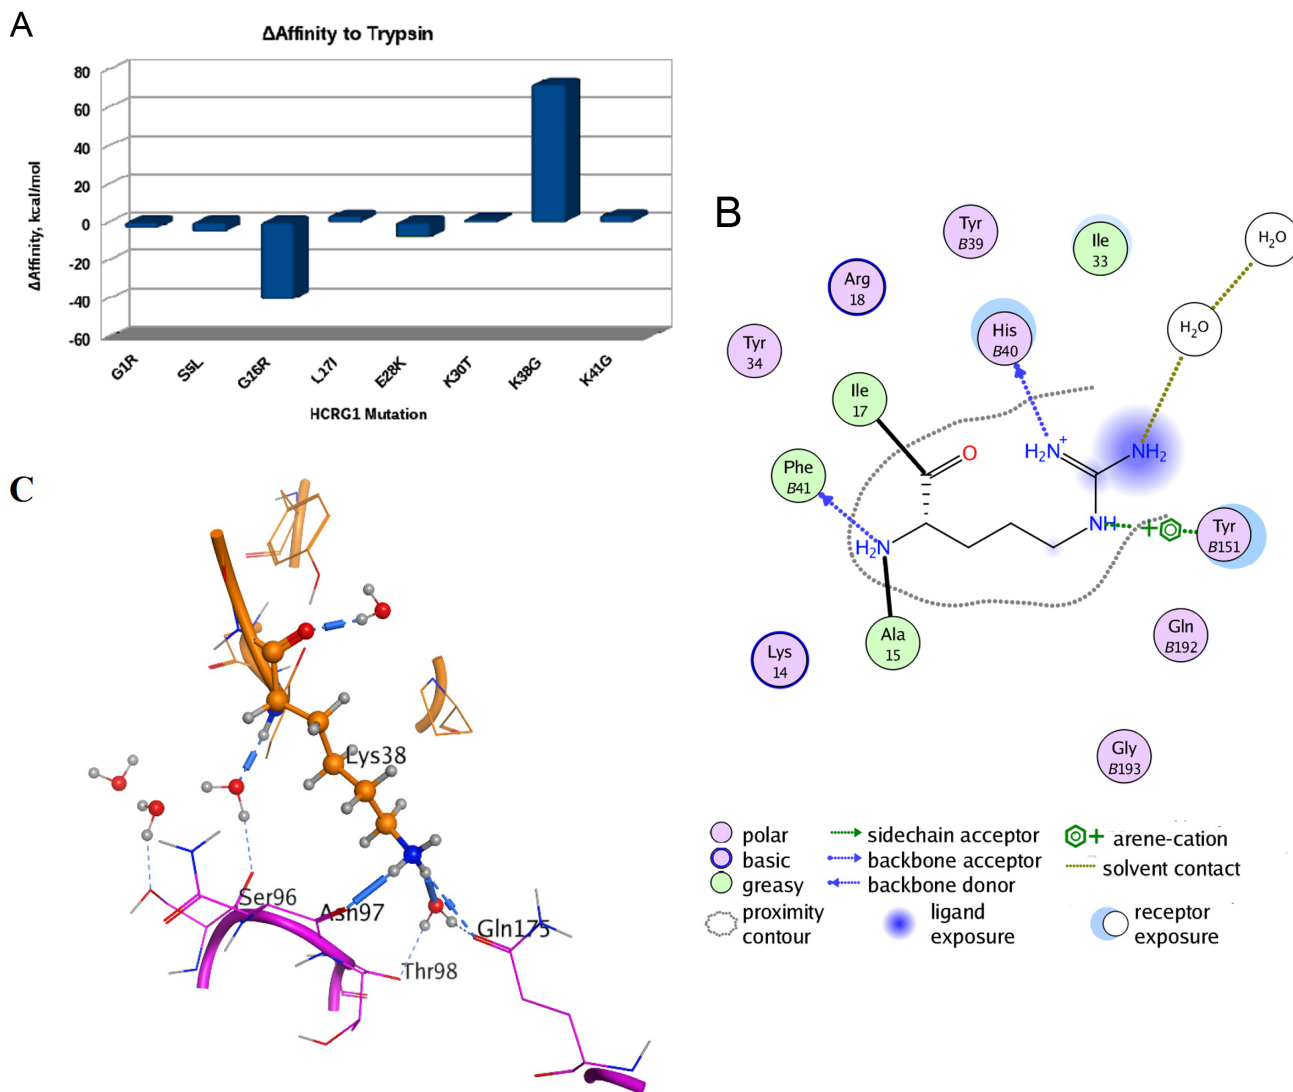 A
ΔAffinity to Trypsin
ΔAffinity, kcal/mol
80
60
40
20
0
-20
-40
-60
G1R
S5L
G16R
L17I
E28K
K30T
K38G
K41G
HCRG1 Mutation
B
Tyr
B39
Ile
33
H₂O
Arg
18
His
B40
H₂O
Tyr
34
Ile
17
O
H₂N⁺
NH₂
Phe
B41
H₂N
NH
Tyr
B151
Ala
15
Lys
14
Gln
B192
Gly
B193
polar
basic
greasy
proximity
contour
sidechain acceptor
backbone acceptor
backbone donor
ligand
exposure
arene-cation
solvent contact
receptor
exposure
C
Lys38
Ser96
Asn97
Gln175
Thr98